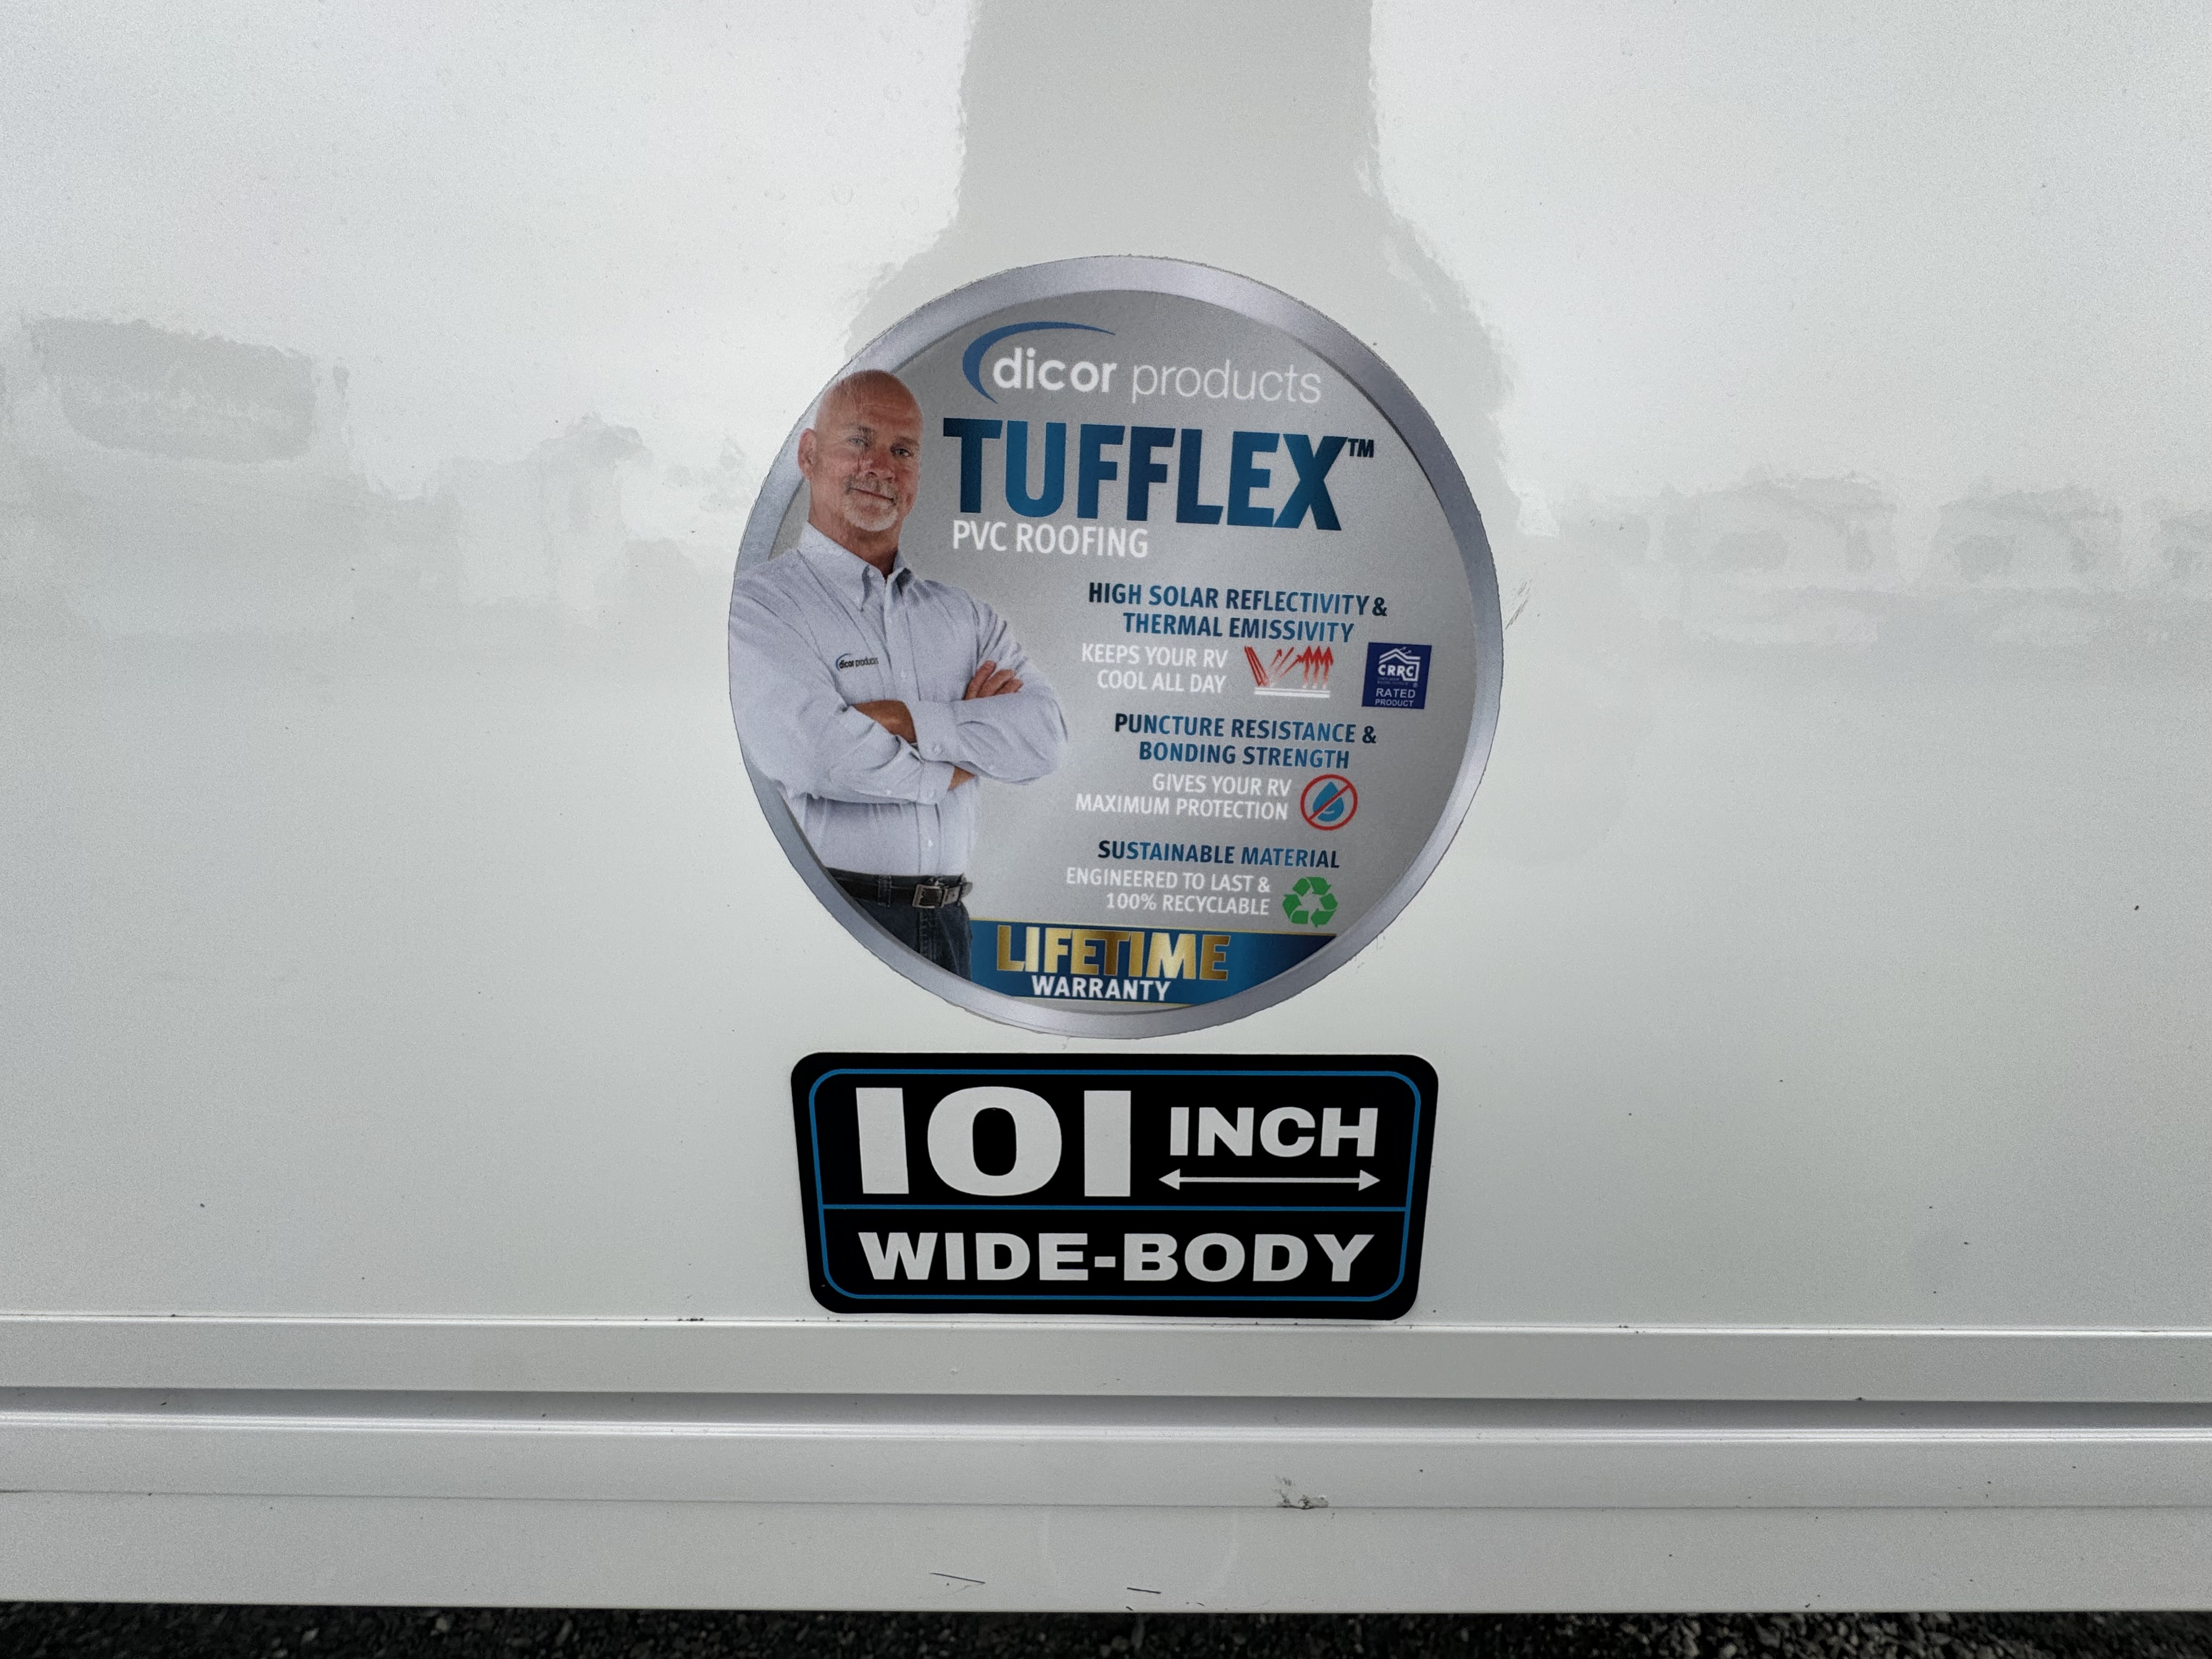 dicor products
TUFFLEX™
PVC ROOFING
HIGH SOLAR REFLECTIVITY &
THERMAL EMISSIVITY
KEEPS YOUR RV
COOL ALL DAY
CRRC
RATED
PRODUCT
dicor products
PUNCTURE RESISTANCE &
BONDING STRENGTH
GIVES YOUR RV
MAXIMUM PROTECTION
SUSTAINABLE MATERIAL
ENGINEERED TO LAST &
100% RECYCLABLE
LIFETIME
WARRANTY
101 INCH
WIDE-BODY